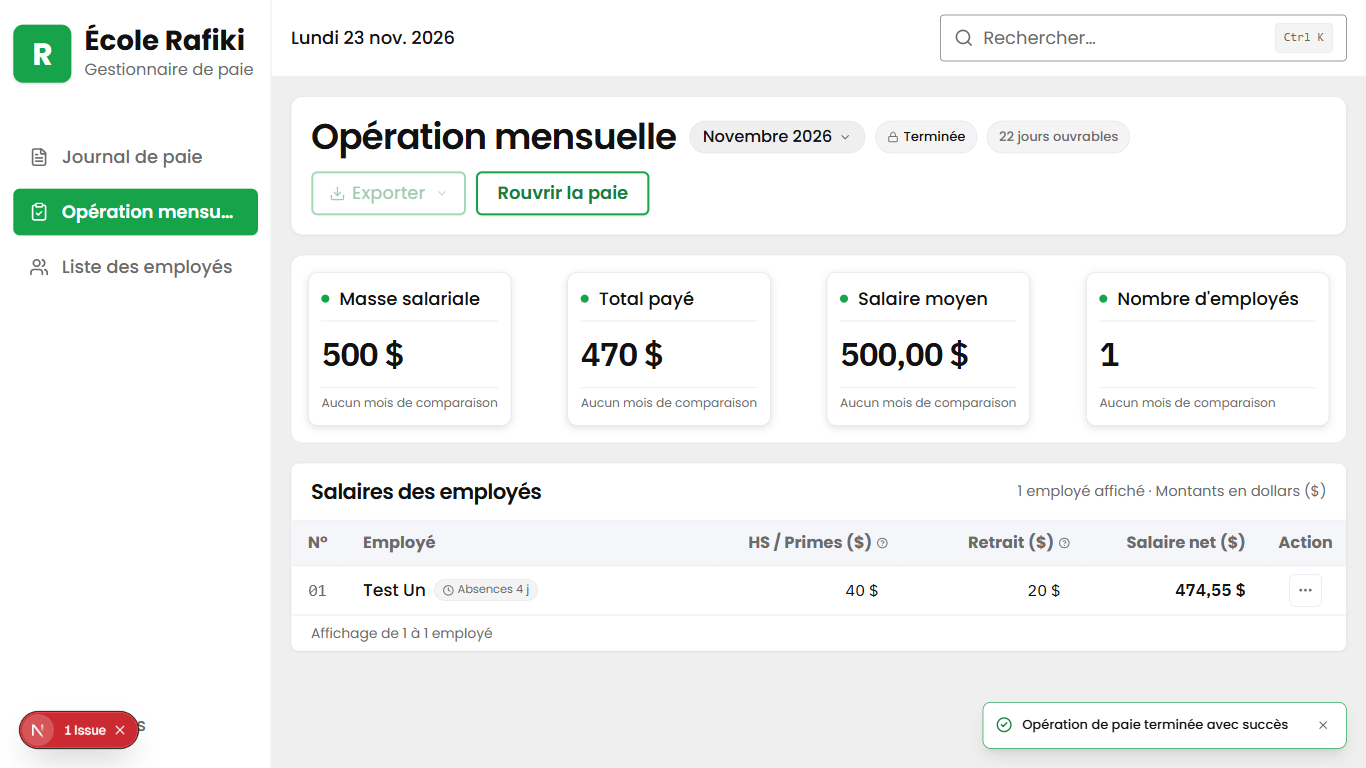 R
École Rafiki
Gestionnaire de paie
Lundi 23 nov. 2026
Rechercher...
Ctrl K
Journal de paie
Opération mensu...
Liste des employés
Opération mensuelle
Novembre 2026
Terminée
22 jours ouvrables
Exporter
Rouvrir la paie
Masse salariale
500 $
Aucun mois de comparaison
Total payé
470 $
Aucun mois de comparaison
Salaire moyen
500,00 $
Aucun mois de comparaison
Nombre d'employés
1
Aucun mois de comparaison
Salaires des employés
1 employé affiché · Montants en dollars ($)
N° Employé HS / Primes ($) Retrait ($) Salaire net ($) Action
01 Test Un Absences 4 j 40 $ 20 $ 474,55 $
Affichage de 1 à 1 employé
N 1 Issue
s
Opération de paie terminée avec succès